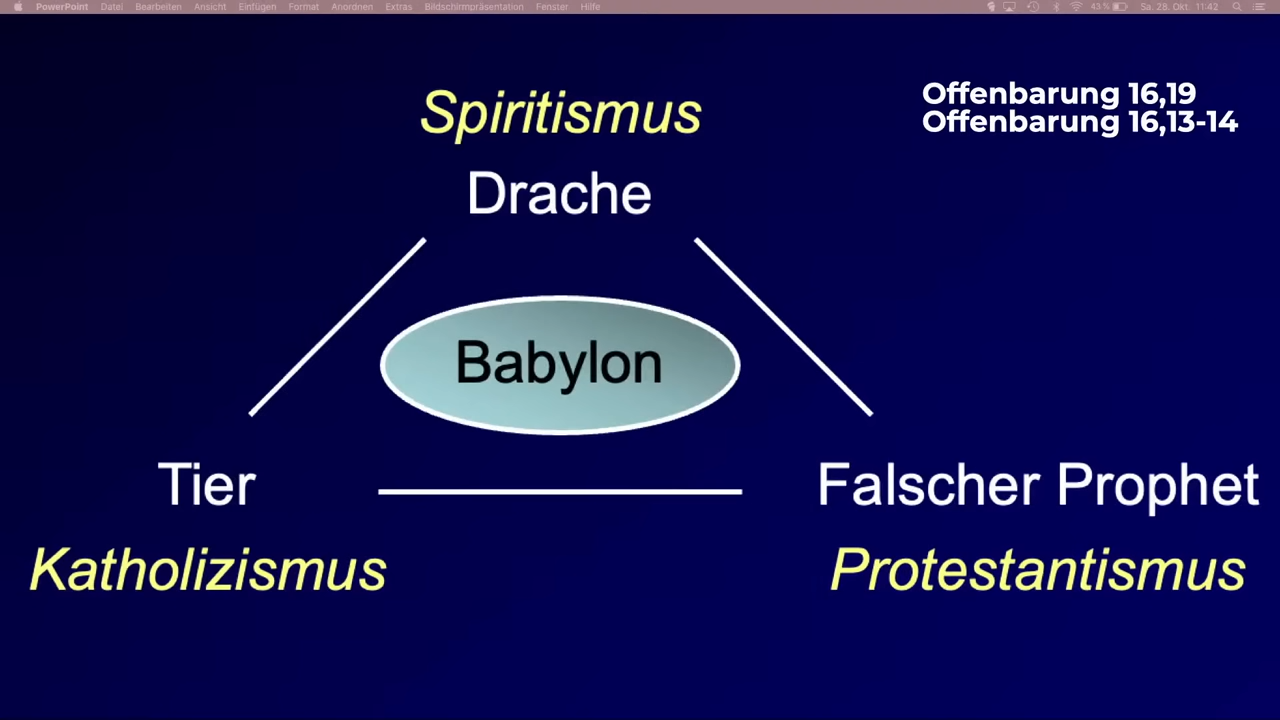 PowerPoint Datei Bearbeiten Ansicht Einfügen Format Anordnen Extras Bildschirmpräsentation Fenster Hilfe 43% Sa. 28. Okt. 11:42
Offenbarung 16,19
Offenbarung 16,13-14
Spiritismus
Drache
Babylon
Tier
Falscher Prophet
Katholizismus
Protestantismus